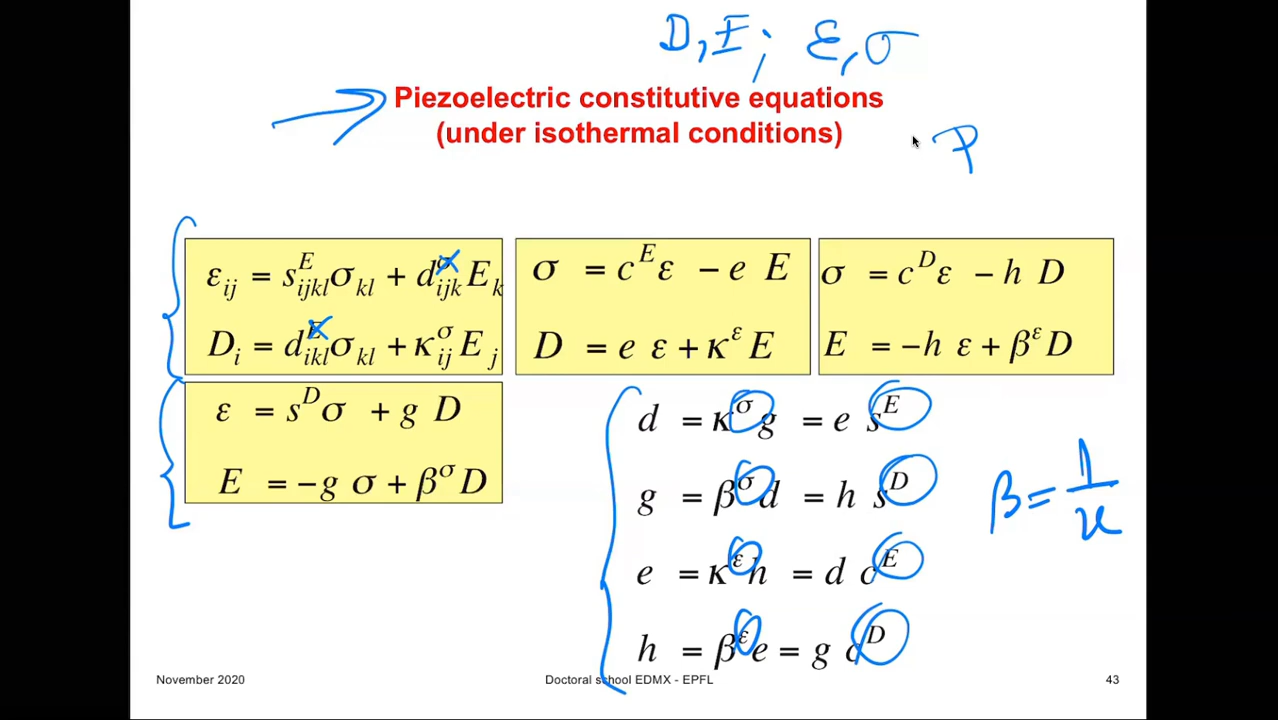 D, E; ε, σ
Piezoelectric constitutive equations
(under isothermal conditions)
P
ε_ij = s^E_ijkl σ_kl + d^σ_ijk E_k
D_i = d^E_ikl σ_kl + κ^σ_ij E_j
σ = c^E ε − e E
D = e ε + κ^ε E
σ = c^D ε − h D
E = −h ε + β^ε D
ε = s^D σ + g D
E = −g σ + β^σ D
d = κ^σ g = e s^E
g = β^σ d = h s^D
e = κ^ε h = d c^E
h = β^ε e = g c^D
β = 1/κ
November 2020
Doctoral school EDMX - EPFL
43